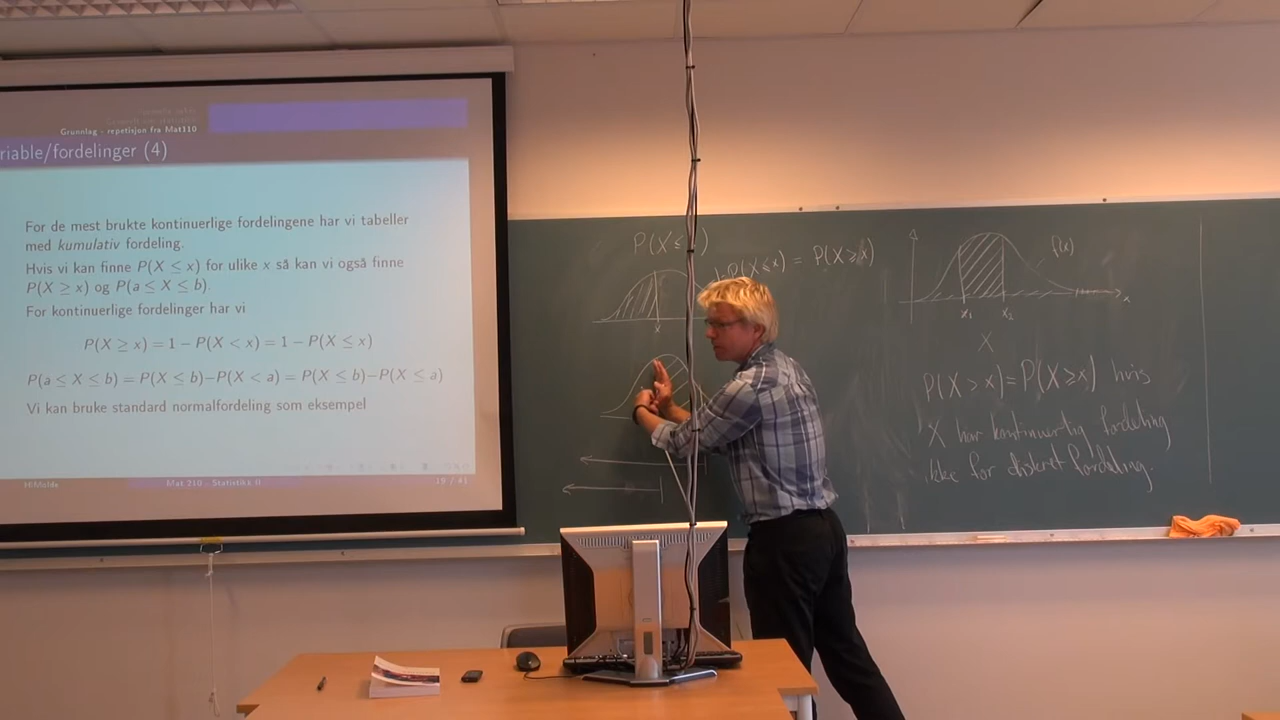 Grunnlag - repetisjon fra Mat110
riable/fordelinger (4)
For de mest brukte kontinuerlige fordelingene har vi tabeller
med kumulativ fordeling.
Hvis vi kan finne P(X ≤ x) for ulike x så kan vi også finne
P(X ≥ x) og P(a ≤ X ≤ b).
For kontinuerlige fordelinger har vi
P(X ≥ x) = 1 − P(X < x) = 1 − P(X ≤ x)
P(a ≤ X ≤ b) = P(X ≤ b)−P(X < a) = P(X ≤ b)−P(X ≤ a)
Vi kan bruke standard normalfordeling som eksempel
HiMolde
Mat 210 - Statistikk II
19 / 41
P(X ≤ )
P(X ≤ x) = P(X ≥ x)
x
f(x)
x₁ x₂ x
X
P(X > x) = P(X ≥ x) hvis
X har kontinuerlig fordeling
ikke for diskret fordeling.